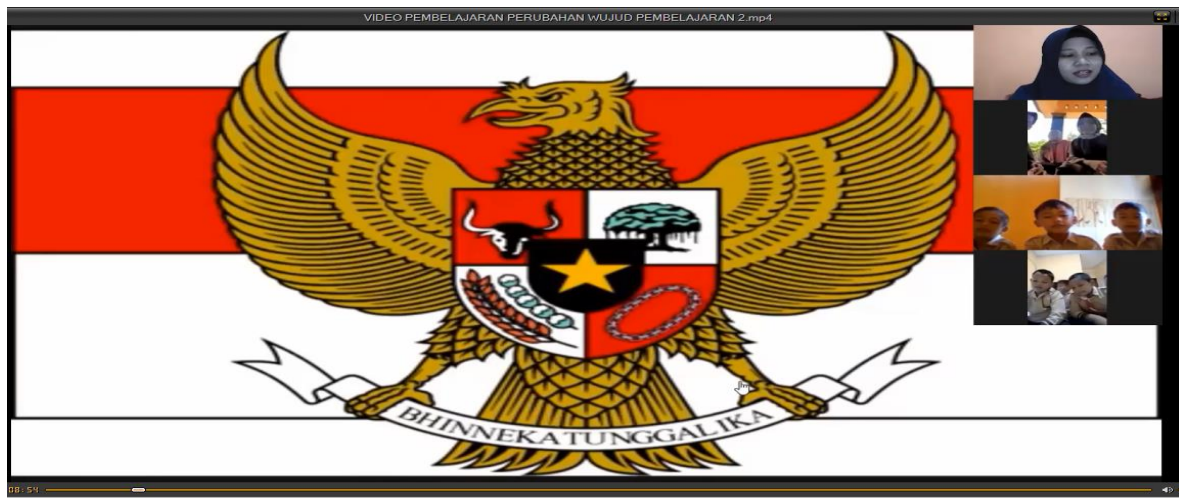 VIDEO PEMBELAJARAN PERUBAHAN WUJUD PEMBELAJARAN 2.mp4
BHINNEKA TUNGGAL IKA
08:54